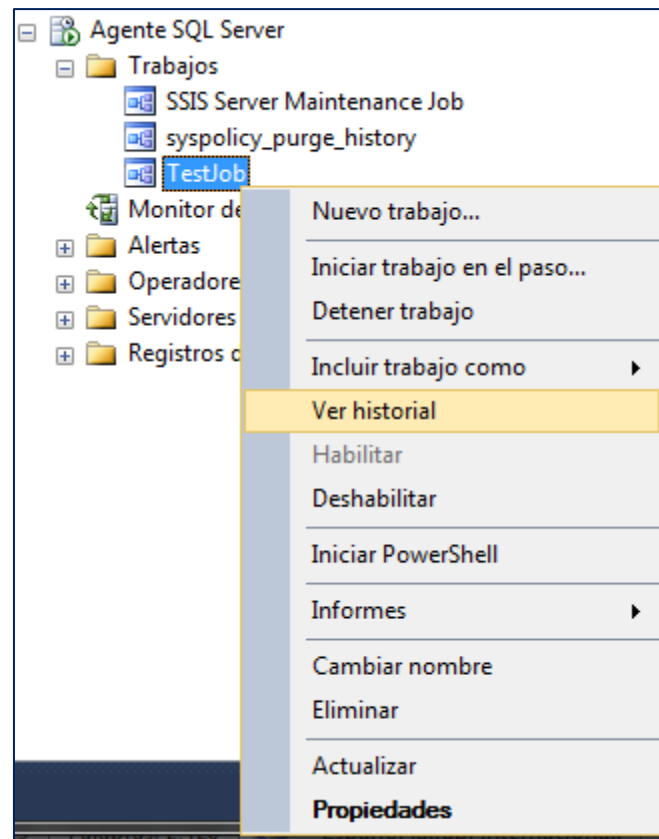 Agente SQL Server
Trabajos
SSIS Server Maintenance Job
syspolicy_purge_history
TestJob
Monitor de
Alertas
Operadore
Servidores
Registros
Nuevo trabajo...
Iniciar trabajo en el paso...
Detener trabajo
Incluir trabajo como
Ver historial
Habilitar
Deshabilitar
Iniciar PowerShell
Informes
Cambiar nombre
Eliminar
Actualizar
Propiedades